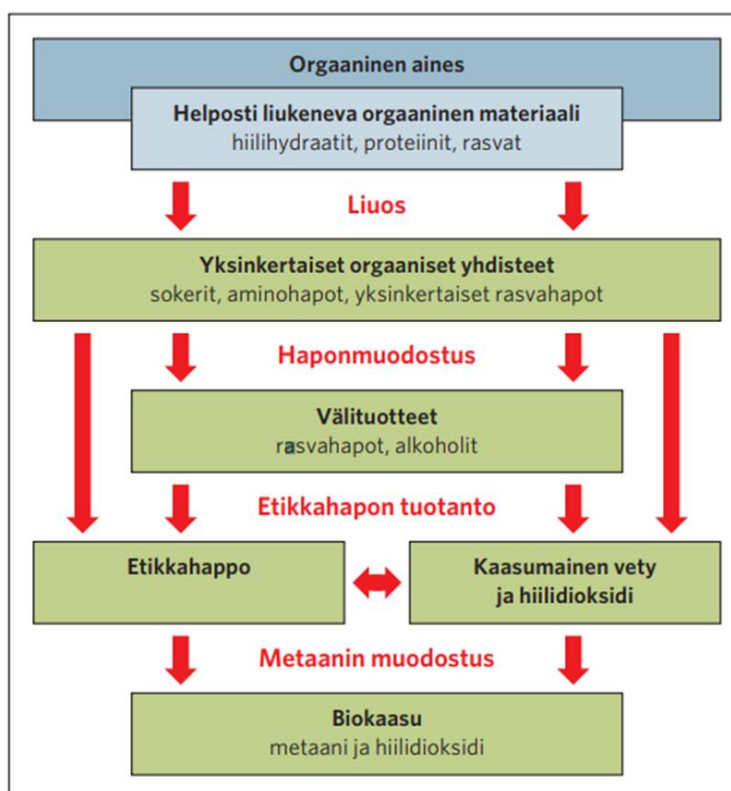 Orgaaninen aines
Helposti liukeneva orgaaninen materiaali
hiilihydraatit, proteiinit, rasvat
Liuos
Yksinkertaiset orgaaniset yhdisteet
sokerit, aminohapot, yksinkertaiset rasvahapot
Haponmuodostus
Välituotteet
rasvahapot, alkoholit
Etikkahapon tuotanto
Etikkahappo
Kaasumainen vety
ja hiilidioksidi
Metaanin muodostus
Biokaasu
metaani ja hiilidioksidi